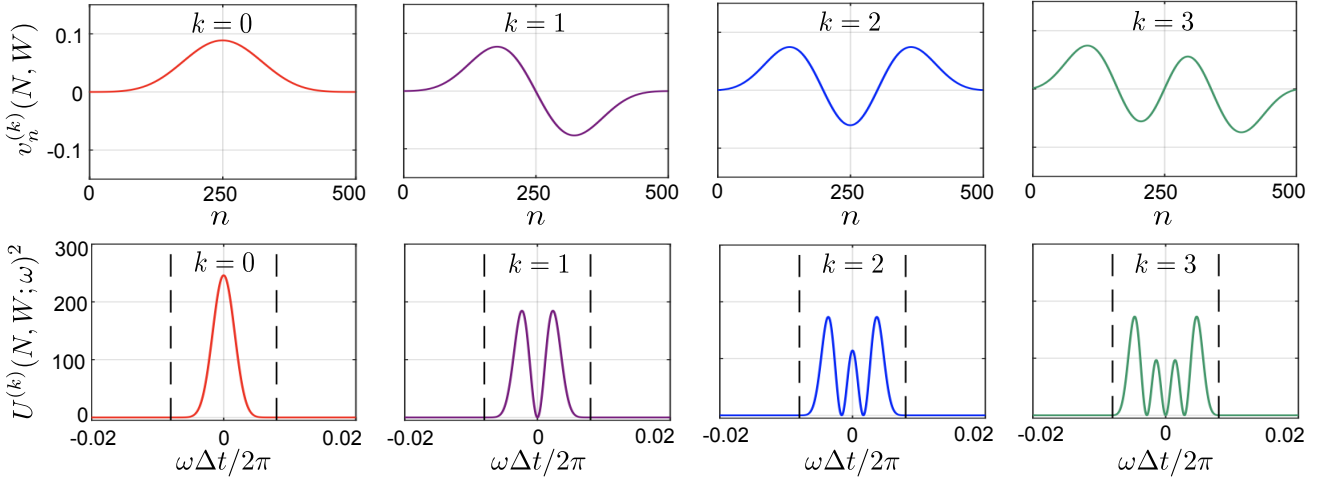 k = 0
k = 1
k = 2
k = 3
v_n^{(k)}(N, W)
0.1
0
-0.1
0 250 500
0 250 500
0 250 500
0 250 500
n
n
n
n
k = 0
k = 1
k = 2
k = 3
U^{(k)}(N, W; ω)^2
300
200
100
0
-0.02 0 0.02
-0.02 0 0.02
-0.02 0 0.02
-0.02 0 0.02
ωΔt/2π
ωΔt/2π
ωΔt/2π
ωΔt/2π